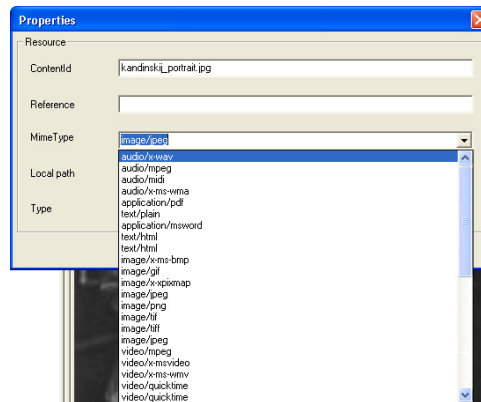 Properties
Resource
ContentId
kandinskij_portrait.jpg
Reference
MimeType
image/jpeg
Local path
Type
audio/x-wav
audio/mpeg
audio/midi
audio/x-ms-wma
application/pdf
text/plain
application/msword
text/html
text/html
image/x-ms-bmp
image/gif
image/x-xpixmap
image/jpeg
image/png
image/tif
image/tiff
image/jpeg
video/mpeg
video/x-msvideo
video/x-ms-wmv
video/quicktime
video/quicktime